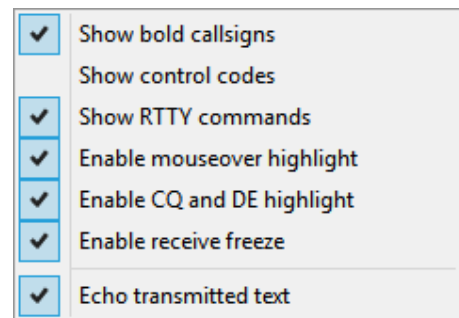 Show bold callsigns
Show control codes
Show RTTY commands
Enable mouseover highlight
Enable CQ and DE highlight
Enable receive freeze
Echo transmitted text